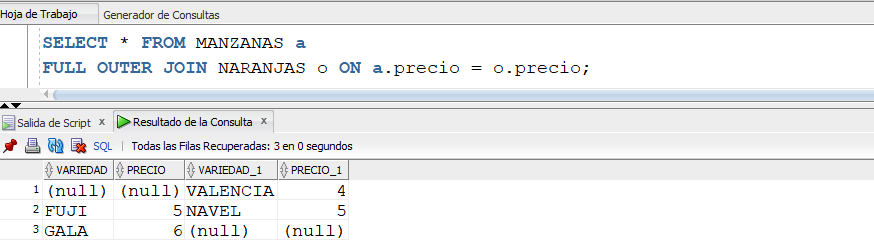 Hoja de Trabajo Generador de Consultas
SELECT * FROM MANZANAS a
FULL OUTER JOIN NARANJAS o ON a.precio = o.precio;
Salida de Script x Resultado de la Consulta x
SQL | Todas las Filas Recuperadas: 3 en 0 segundos
VARIEDAD PRECIO VARIEDAD_1 PRECIO_1
1 (null) (null) VALENCIA 4
2 FUJI 5 NAVEL 5
3 GALA 6 (null) (null)